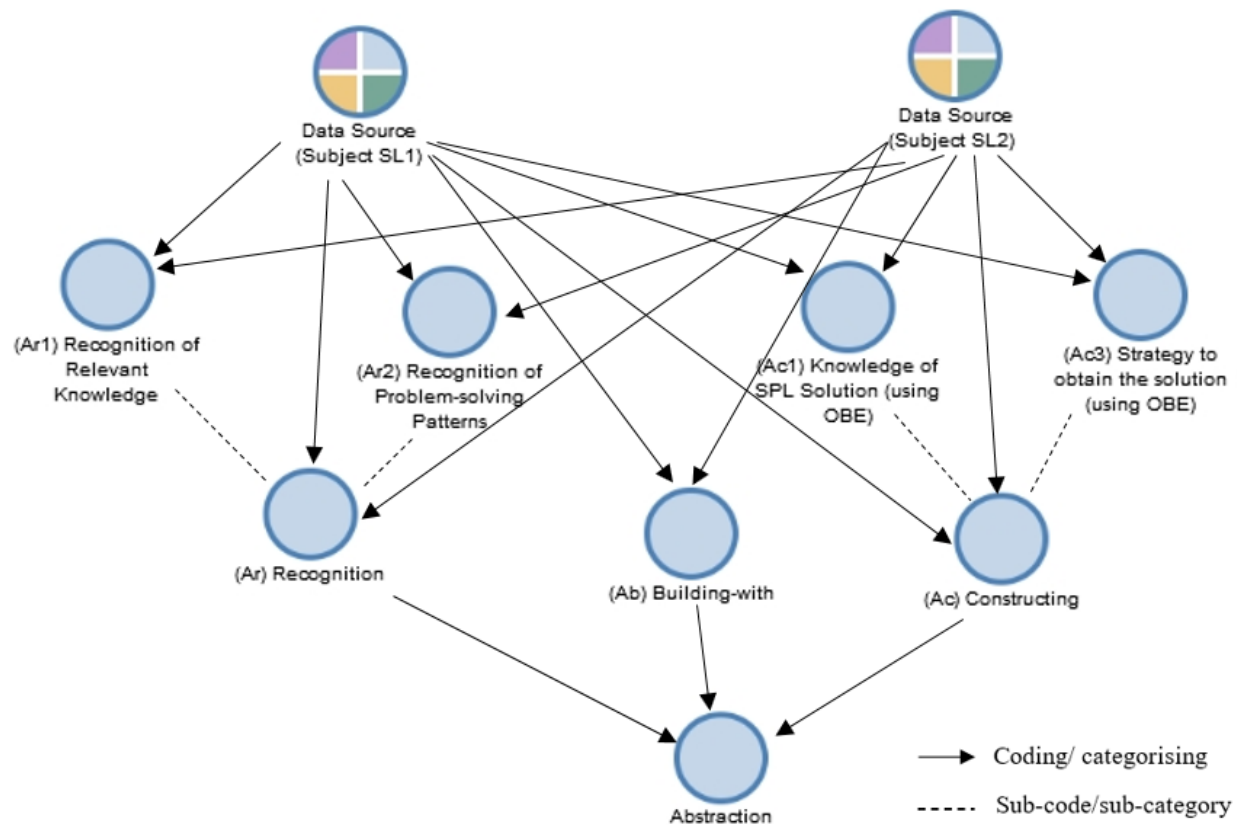 Data Source
(Subject SL1)
Data Source
(Subject SL2)
(Ar1) Recognition of
Relevant
Knowledge
(Ar2) Recognition of
Problem-solving
Patterns
(Ac1) Knowledge of
SPL Solution (using
OBE)
(Ac3) Strategy to
obtain the solution
(using OBE)
(Ar) Recognition
(Ab) Building-with
(Ac) Constructing
Abstraction
Coding/ categorising
Sub-code/sub-category